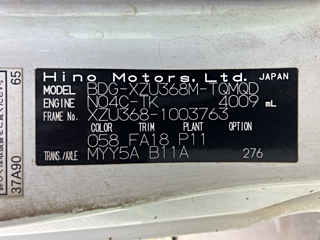 Hino Motors, Ltd. JAPAN
MODEL BDG-XZU368M-TQMQD
ENGINE N04C-TK 4009 mL
FRAME No. XZU368-1003763
COLOR TRIM PLANT OPTION
058 FA18 P11
TRANS./AXLE MYY5A B11A 276
65
37A90